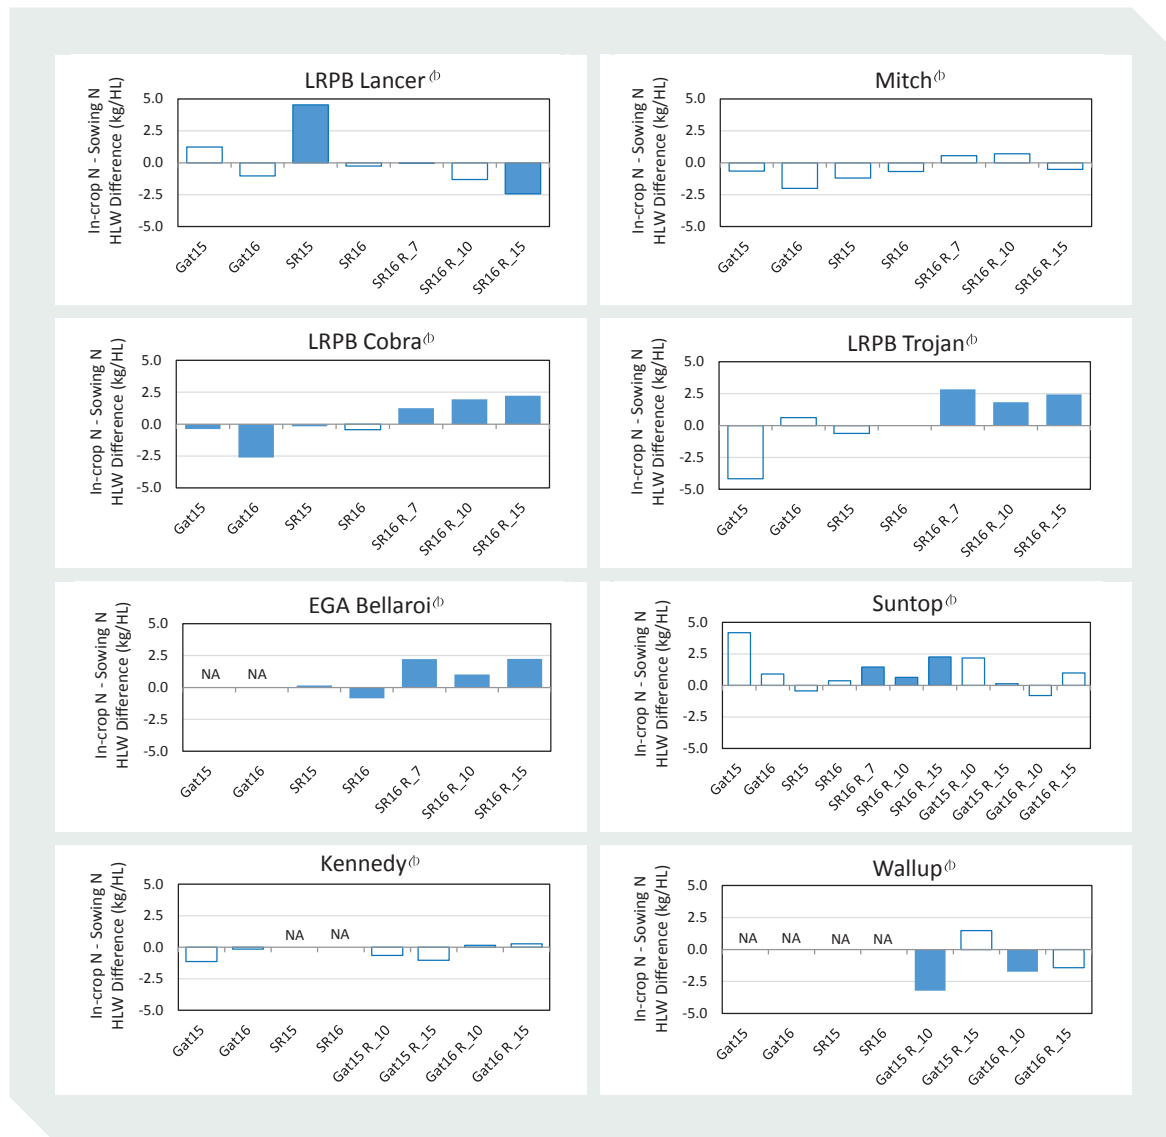 LRPB Lancer
In-crop N - Sowing N
HLW Difference (kg/HL)
5.0
2.5
0.0
-2.5
-5.0
Gat15
Gat16
SR15
SR16
SR16 R_7
SR16 R_10
SR16 R_15
Mitch
In-crop N - Sowing N
HLW Difference (kg/HL)
5.0
2.5
0.0
-2.5
-5.0
Gat15
Gat16
SR15
SR16
SR16 R_7
SR16 R_10
SR16 R_15
LRPB Cobra
In-crop N - Sowing N
HLW Difference (kg/HL)
5.0
2.5
0.0
-2.5
-5.0
Gat15
Gat16
SR15
SR16
SR16 R_7
SR16 R_10
SR16 R_15
LRPB Trojan
In-crop N - Sowing N
HLW Difference (kg/HL)
5.0
2.5
0.0
-2.5
-5.0
Gat15
Gat16
SR15
SR16
SR16 R_7
SR16 R_10
SR16 R_15
EGA Bellaroi
In-crop N - Sowing N
HLW Difference (kg/HL)
5.0
2.5
0.0
-2.5
-5.0
NA NA
Gat15
Gat16
SR15
SR16
SR16 R_7
SR16 R_10
SR16 R_15
Suntop
In-crop N - Sowing N
HLW Difference (kg/HL)
5.0
2.5
0.0
-2.5
-5.0
Gat15
Gat16
SR15
SR16
SR16 R_7
SR16 R_10
SR16 R_15
Gat15 R_10
Gat15 R_15
Gat16 R_10
Gat16 R_15
Kennedy
In-crop N - Sowing N
HLW Difference (kg/HL)
5.0
2.5
0.0
-2.5
-5.0
NA NA
Gat15
Gat16
SR15
SR16
Gat15 R_10
Gat15 R_15
Gat16 R_10
Gat16 R_15
Wallup
In-crop N - Sowing N
HLW Difference (kg/HL)
5.0
2.5
0.0
-2.5
-5.0
NA NA NA NA
Gat15
Gat16
SR15
SR16
Gat15 R_10
Gat15 R_15
Gat16 R_10
Gat16 R_15